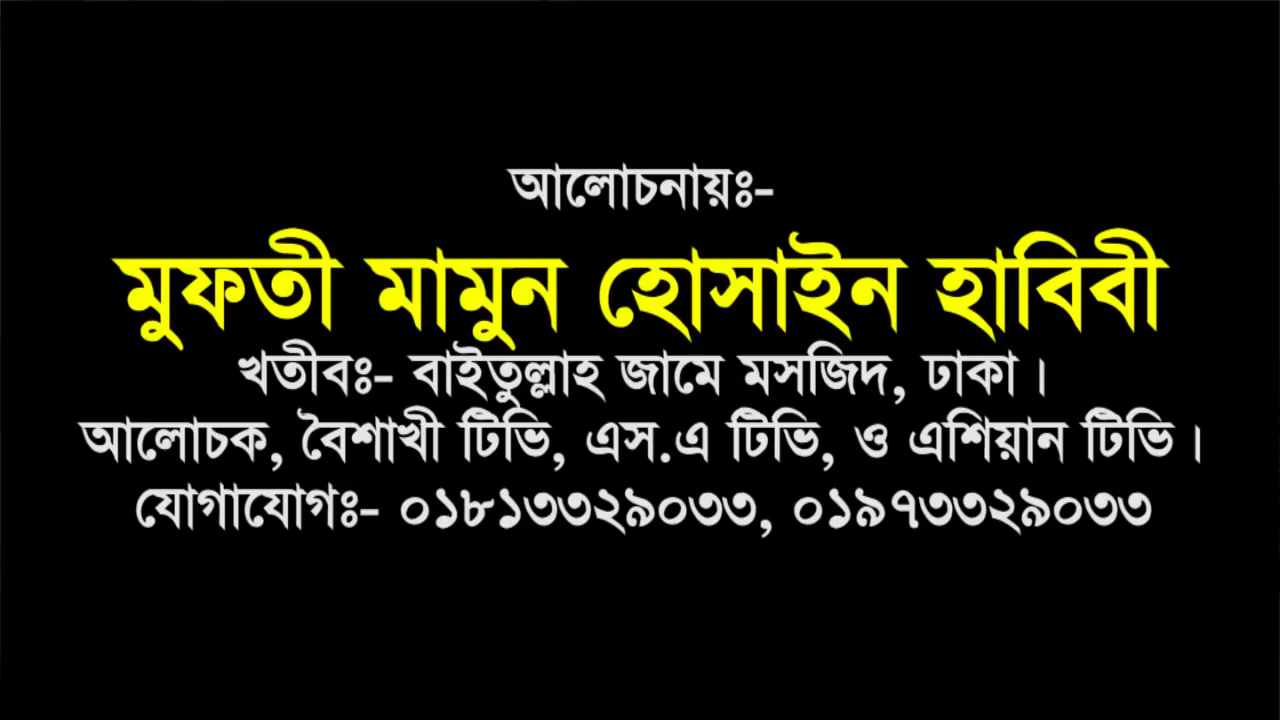 আলোচনায়ঃ-
মুফতী মামুন হোসাইন হাবিবী
খতীবঃ- বাইতুল্লাহ জামে মসজিদ, ঢাকা।
আলোচক, বৈশাখী টিভি, এস.এ টিভি, ও এশিয়ান টিভি।
যোগাযোগঃ- ০১৮১৩৩২৯০৩৩, ০১৯৭৩৩২৯০৩৩